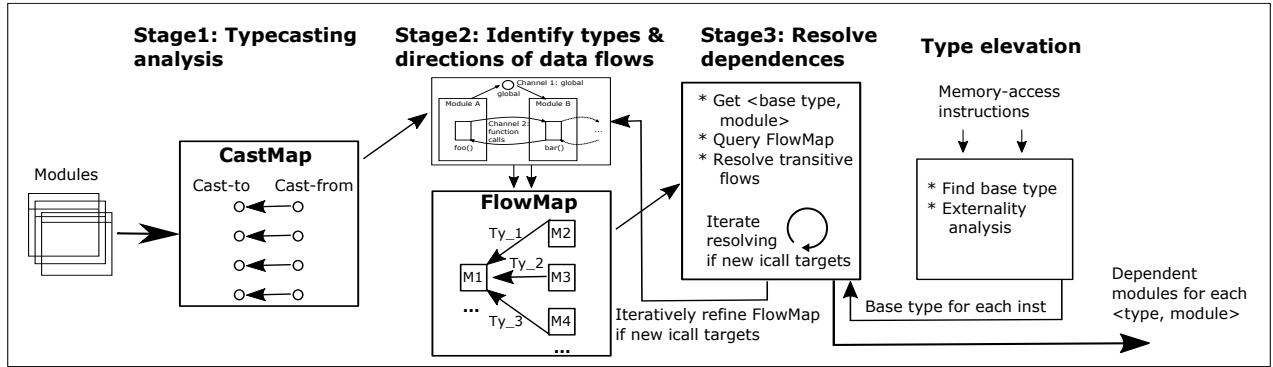 Stage1: Typecasting
analysis
Modules
CastMap
Cast-to Cast-from
Stage2: Identify types &
directions of data flows
Channel 1: global
global
Module A
Module B
Channel 2:
function
calls
...
foo()
bar()
FlowMap
Ty_1
M2
M1
Ty_2
M3
...
Ty_3
M4
...
Stage3: Resolve
dependences
* Get <base type,
module>
* Query FlowMap
* Resolve transitive
flows
Iterate
resolving
if new icall targets
Iteratively refine FlowMap
if new icall targets
Type elevation
Memory-access
instructions
* Find base type
* Externality
analysis
Base type for each inst
Dependent
modules for each
<type, module>